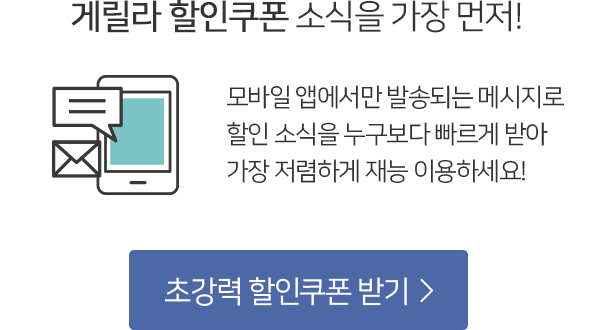 게릴라 할인쿠폰 소식을 가장 먼저!
모바일 앱에서만 발송되는 메시지로
할인 소식을 누구보다 빠르게 받아
가장 저렴하게 재능 이용하세요!
초강력 할인쿠폰 받기 >